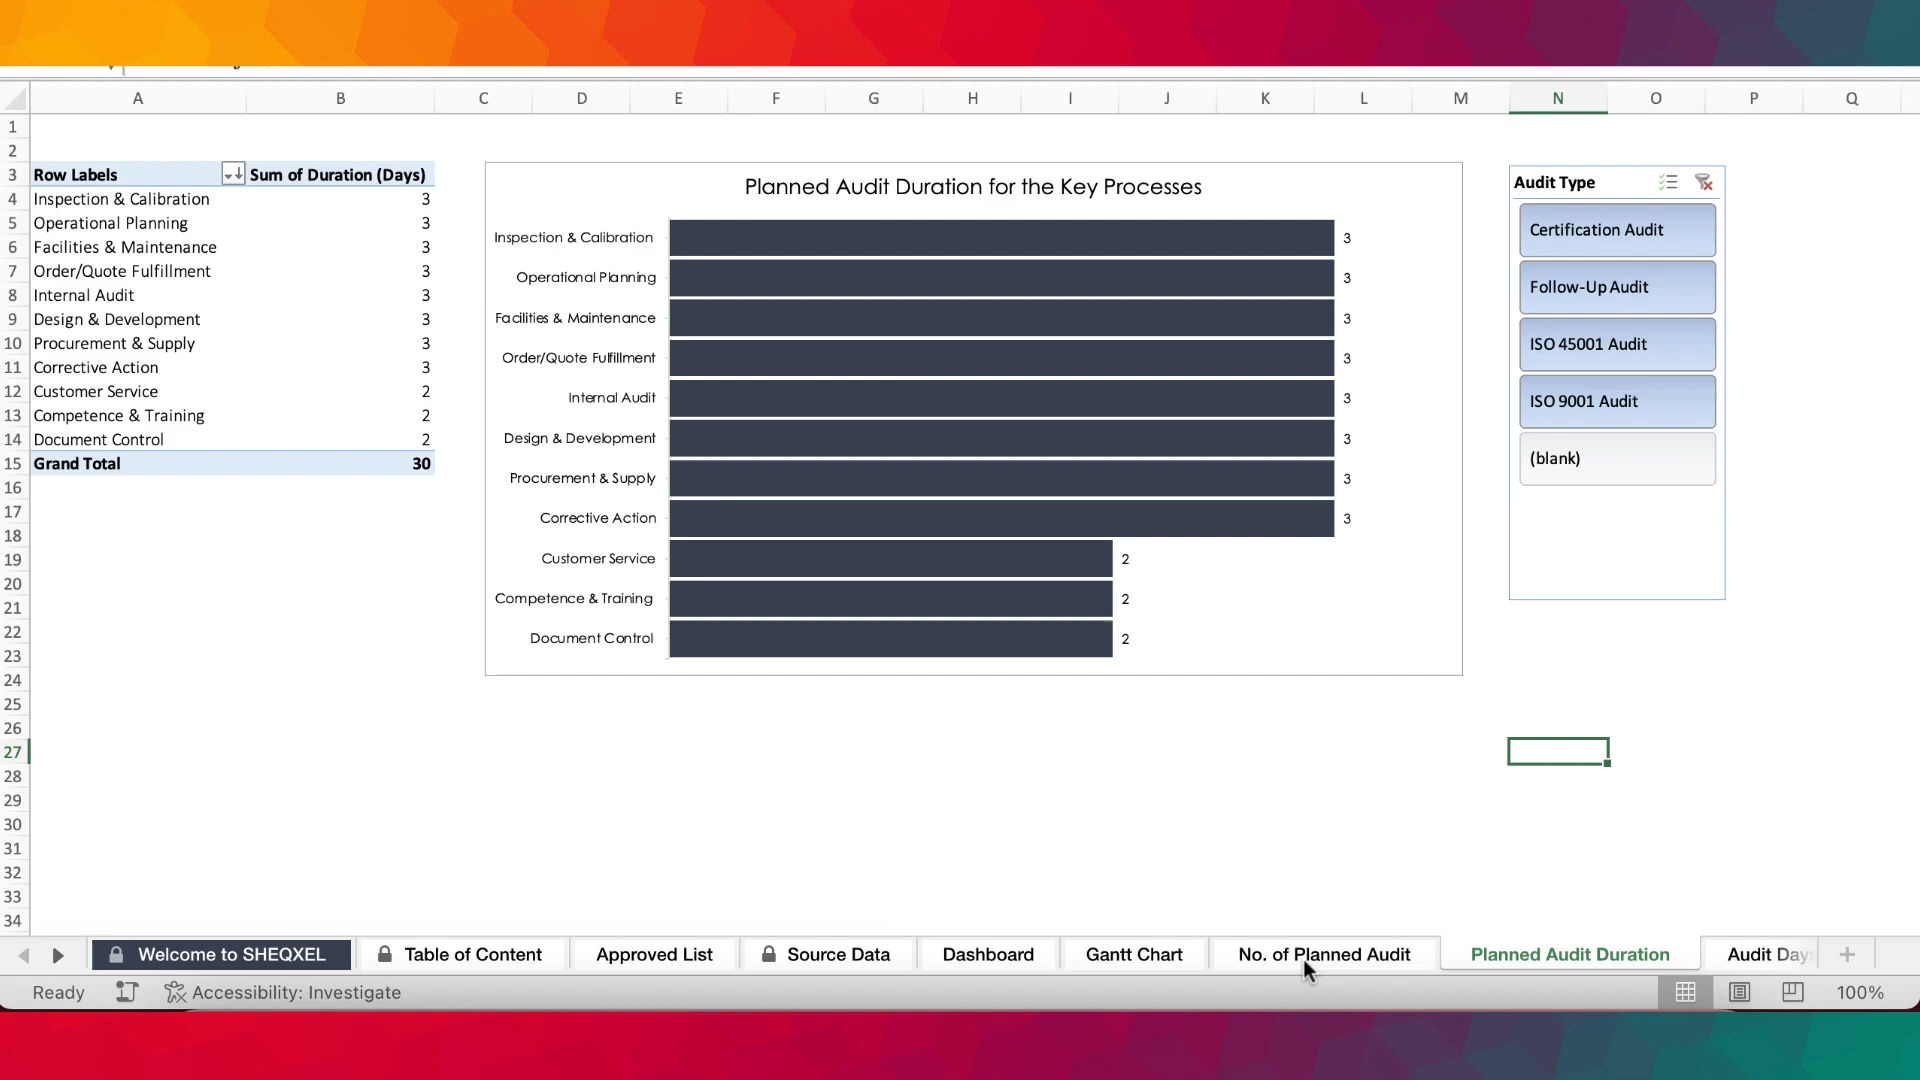 A B C D E F G H I J K L M N O P Q
1
2
3 Row Labels Sum of Duration (Days)
4 Inspection & Calibration 3
5 Operational Planning 3
6 Facilities & Maintenance 3
7 Order/Quote Fulfillment 3
8 Internal Audit 3
9 Design & Development 3
10 Procurement & Supply 3
11 Corrective Action 3
12 Customer Service 2
13 Competence & Training 2
14 Document Control 2
15 Grand Total 30
16
17
18
19
20
21
22
23
24
25
26
27
28
29
30
31
32
33
34
Planned Audit Duration for the Key Processes
Inspection & Calibration 3
Operational Planning 3
Facilities & Maintenance 3
Order/Quote Fulfillment 3
Internal Audit 3
Design & Development 3
Procurement & Supply 3
Corrective Action 3
Customer Service 2
Competence & Training 2
Document Control 2
Audit Type
Certification Audit
Follow-Up Audit
ISO 45001 Audit
ISO 9001 Audit
(blank)
Welcome to SHEQXEL Table of Content Approved List Source Data Dashboard Gantt Chart No. of Planned Audit Planned Audit Duration Audit Days
Ready Accessibility: Investigate 100%